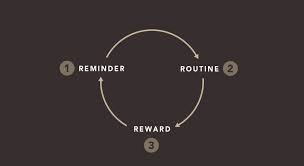 1 REMINDER
ROUTINE 2
REWARD
3